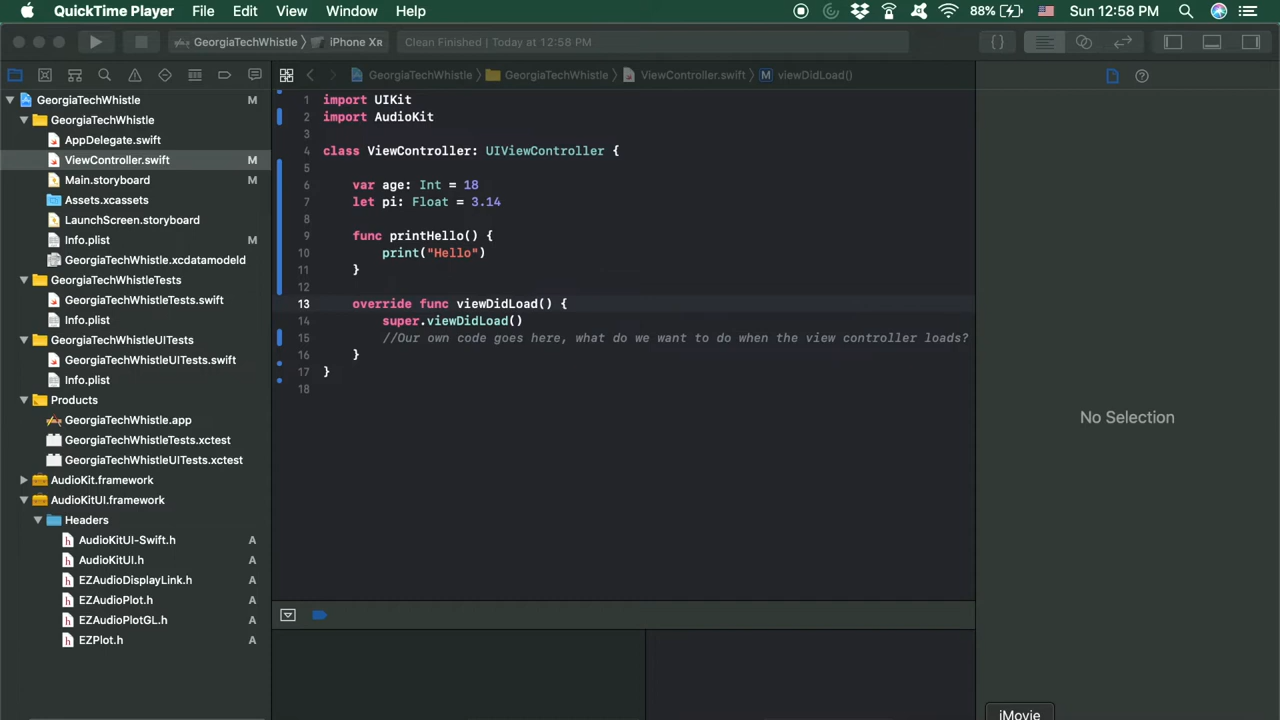 QuickTime Player File Edit View Window Help 88% Sun 12:58 PM
GeorgiaTechWhistle iPhone XR Clean Finished | Today at 12:58 PM
GeorgiaTechWhistle GeorgiaTechWhistle ViewController.swift M viewDidLoad()
GeorgiaTechWhistle M
GeorgiaTechWhistle
AppDelegate.swift
ViewController.swift M
Main.storyboard M
Assets.xcassets
LaunchScreen.storyboard
Info.plist M
GeorgiaTechWhistle.xcdatamodeld
GeorgiaTechWhistleTests
GeorgiaTechWhistleTests.swift
Info.plist
GeorgiaTechWhistleUITests
GeorgiaTechWhistleUITests.swift
Info.plist
Products
GeorgiaTechWhistle.app
GeorgiaTechWhistleTests.xctest
GeorgiaTechWhistleUITests.xctest
AudioKit.framework
AudioKitUI.framework
Headers
h AudioKitUI-Swift.h A
h AudioKitUI.h A
h EZAudioDisplayLink.h A
h EZAudioPlot.h A
h EZAudioPlotGL.h A
h EZPlot.h A
1 import UIKit
2 import AudioKit
3
4 class ViewController: UIViewController {
5
6 var age: Int = 18
7 let pi: Float = 3.14
8
9 func printHello() {
10 print("Hello")
11 }
12
13 override func viewDidLoad() {
14 super.viewDidLoad()
15 //Our own code goes here, what do we want to do when the view controller loads?
16 }
17 }
18
No Selection
iMovie